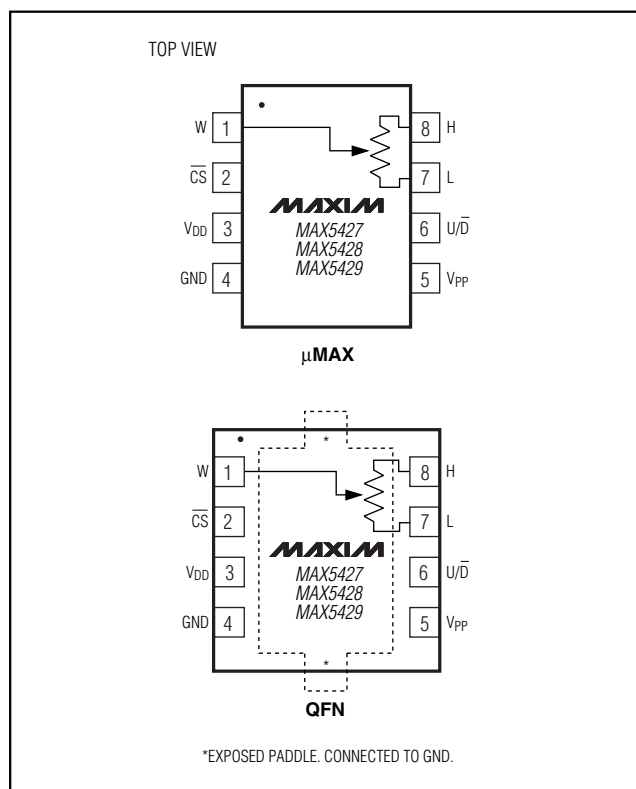 TOP VIEW
W 1 8 H
C̅S̅ 2 7 L
VDD 3 6 U/D̅
GND 4 5 VPP
MAXIM
MAX5427
MAX5428
MAX5429
µMAX
*
W 1 8 H
C̅S̅ 2 7 L
VDD 3 6 U/D̅
GND 4 5 VPP
MAXIM
MAX5427
MAX5428
MAX5429
*
QFN
*EXPOSED PADDLE. CONNECTED TO GND.